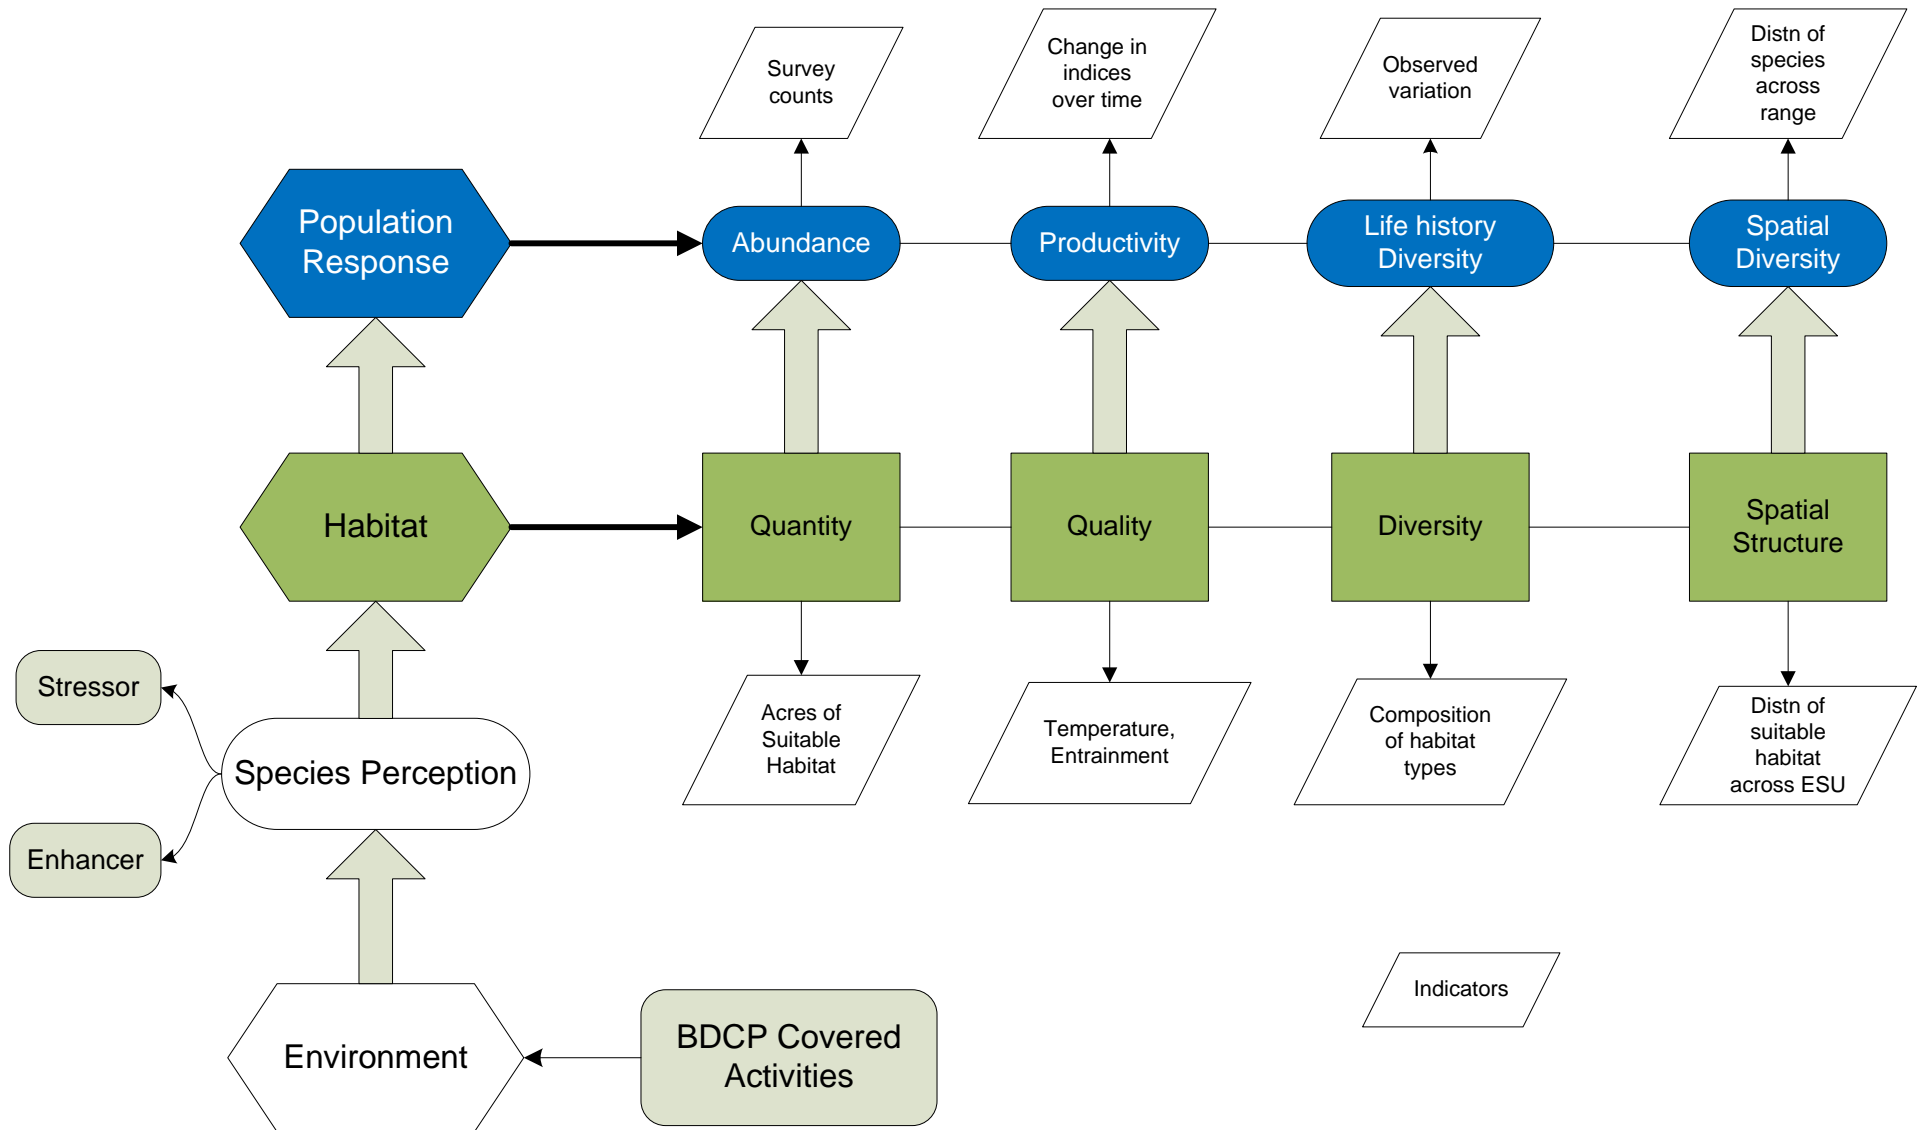 Survey
counts
Change in
indices
over time
Observed
variation
Distn of
species
across
range
Population
Response
Abundance
Productivity
Life history
Diversity
Spatial
Diversity
Habitat
Quantity
Quality
Diversity
Spatial
Structure
Stressor
Species Perception
Enhancer
Acres of
Suitable
Habitat
Temperature,
Entrainment
Composition
of habitat
types
Distn of
suitable
habitat
across ESU
Environment
BDCP Covered
Activities
Indicators